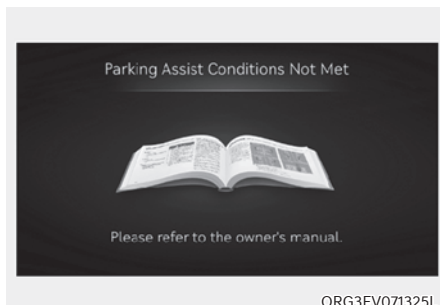 Parking Assist Conditions Not Met
Please refer to the owner's manual.
ORG3EV071325L